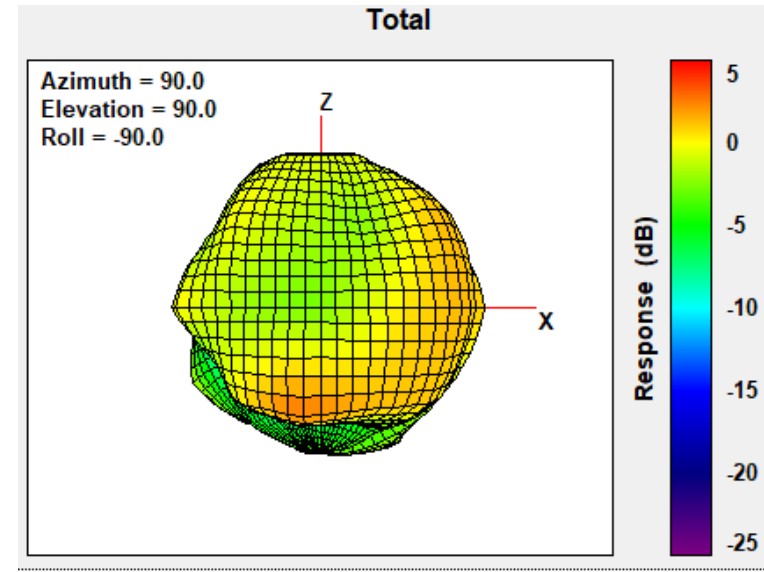 Total
Azimuth = 90.0
Elevation = 90.0
Roll = -90.0
Z
X
Response (dB)
5
0
-5
-10
-15
-20
-25